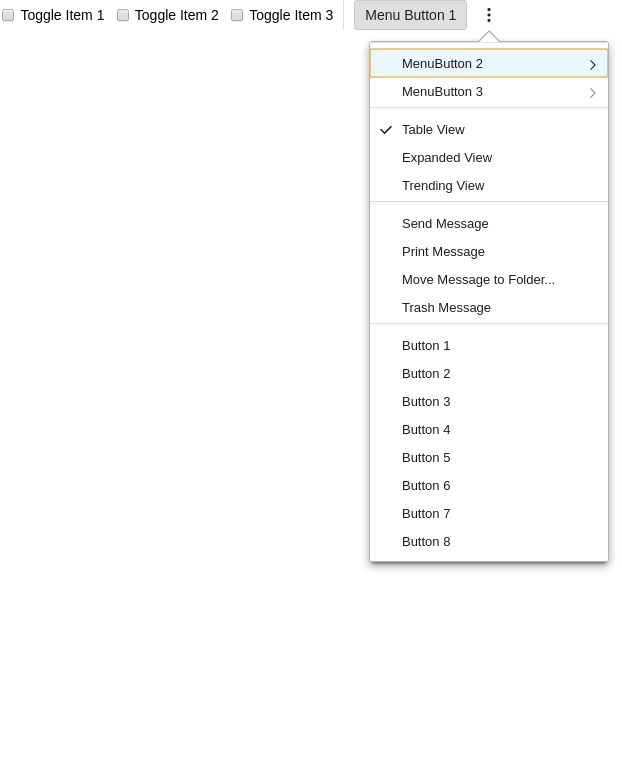 Toggle Item 1 Toggle Item 2 Toggle Item 3 Menu Button 1
MenuButton 2
MenuButton 3
Table View
Expanded View
Trending View
Send Message
Print Message
Move Message to Folder...
Trash Message
Button 1
Button 2
Button 3
Button 4
Button 5
Button 6
Button 7
Button 8